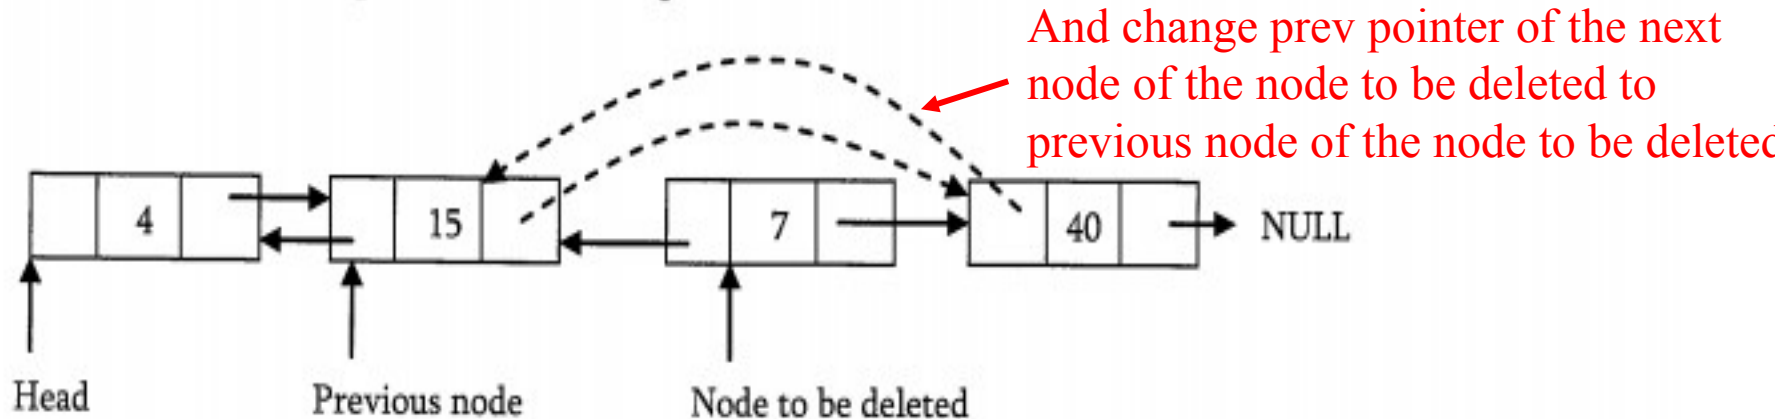 And change prev pointer of the next
node of the node to be deleted to
previous node of the node to be deleted
4 15 7 40 NULL
Head Previous node Node to be deleted